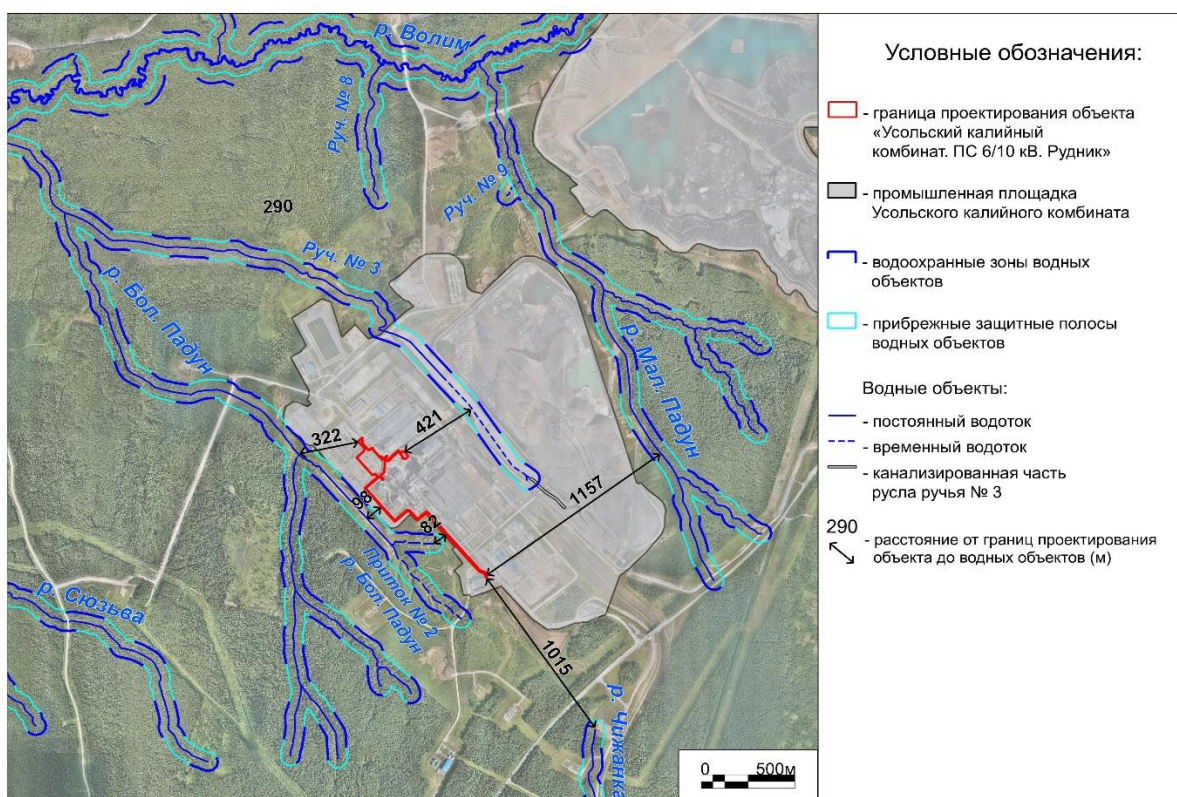 р. Волим
Руч. № 8
Руч. № 9
290
Руч. № 3
р. Бол. Падун
р. Мал. Падун
322
421
1157
98
82
Приток № 2
р. Бол. Падун
р. Сюзьва
1015
р. Чижанка
0 500м
Условные обозначения:
- граница проектирования объекта
«Усольский калийный
комбинат. ПС 6/10 кВ. Рудник»
- промышленная площадка
Усольского калийного комбината
- водоохранные зоны водных
объектов
- прибрежные защитные полосы
водных объектов
Водные объекты:
- постоянный водоток
- временный водоток
- канализированная часть
русла ручья № 3
290
- расстояние от границ проектирования
объекта до водных объектов (м)